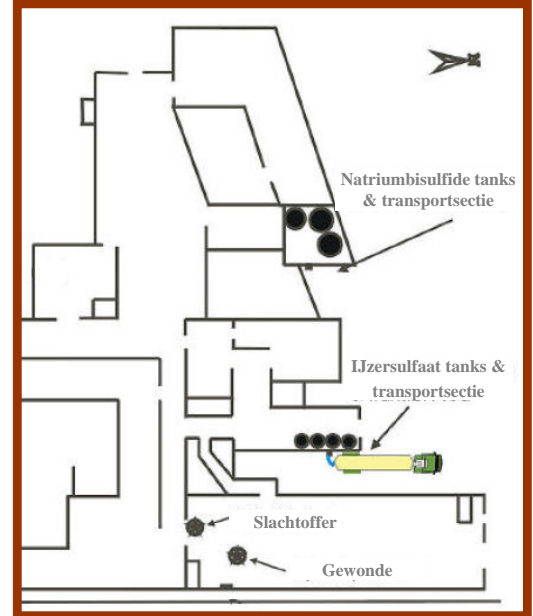 Natriumbisulfide tanks
& transportsectie
IJzersulfaat tanks &
transportsectie
Slachtoffer
Gewonde